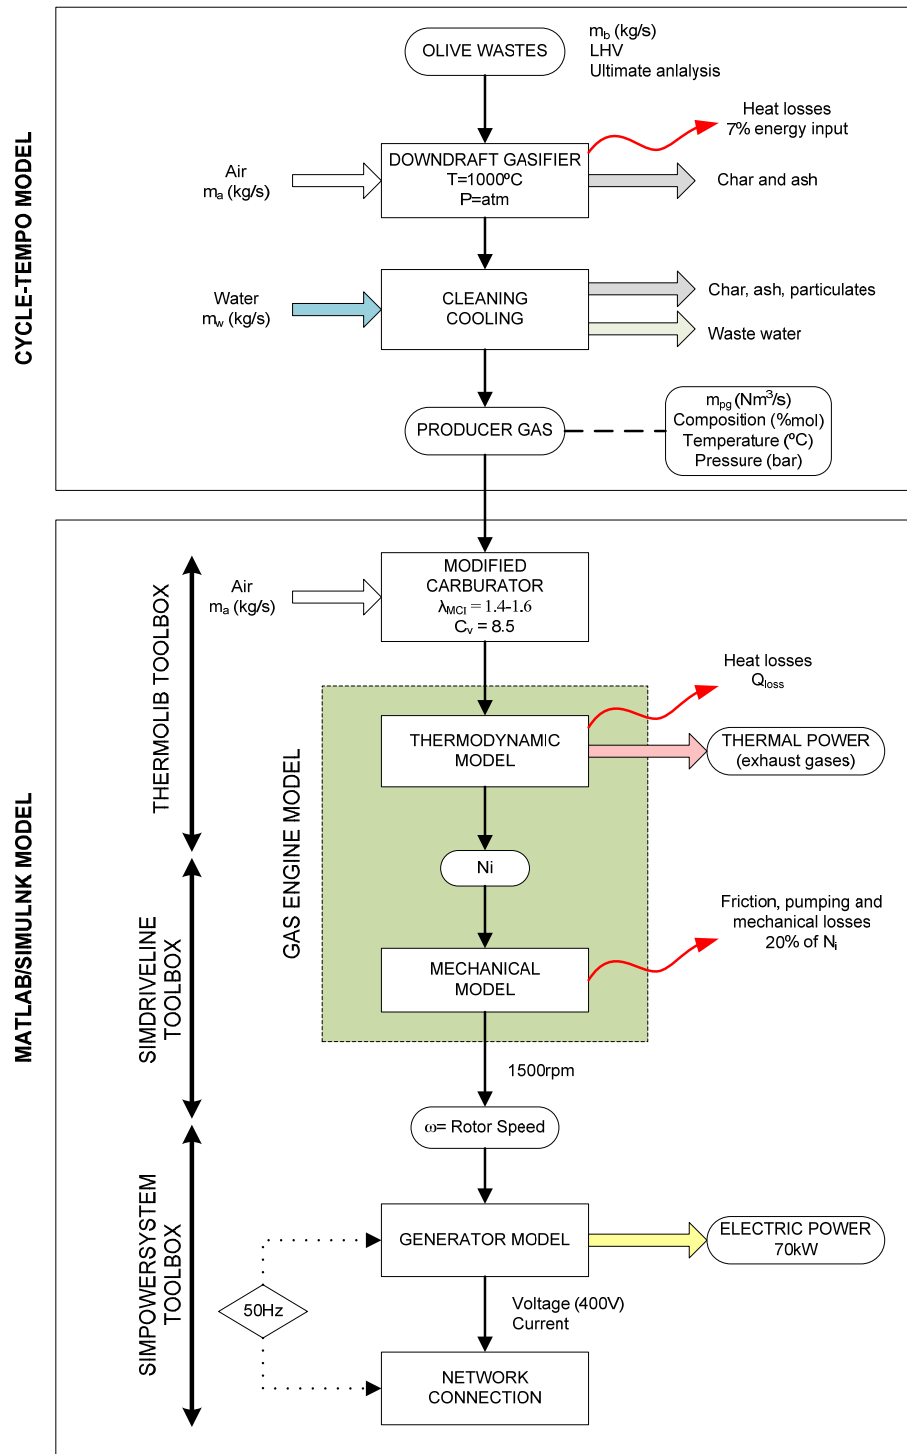 CYCLE-TEMPO MODEL
OLIVE WASTES
m_b (kg/s)
LHV
Ultimate anlalysis
Heat losses
7% energy input
Air
m_a (kg/s)
DOWNDRAFT GASIFIER
T=1000ºC
P=atm
Char and ash
Water
m_w (kg/s)
CLEANING
COOLING
Char, ash, particulates
Waste water
PRODUCER GAS
m_pg (Nm³/s)
Composition (%mol)
Temperature (ºC)
Pressure (bar)
MATLAB/SIMULNK MODEL
THERMOLIB TOOLBOX
Air
m_a (kg/s)
MODIFIED
CARBURATOR
λ_MCI = 1.4-1.6
C_v = 8.5
GAS ENGINE MODEL
Heat losses
Q_loss
THERMODYNAMIC
MODEL
THERMAL POWER
(exhaust gases)
Ni
SIMDRIVELINE
TOOLBOX
Friction, pumping and
mechanical losses
20% of N_i
MECHANICAL
MODEL
1500rpm
ω= Rotor Speed
SIMPOWERSYSTEM
TOOLBOX
GENERATOR MODEL
ELECTRIC POWER
70kW
50Hz
Voltage (400V)
Current
NETWORK
CONNECTION